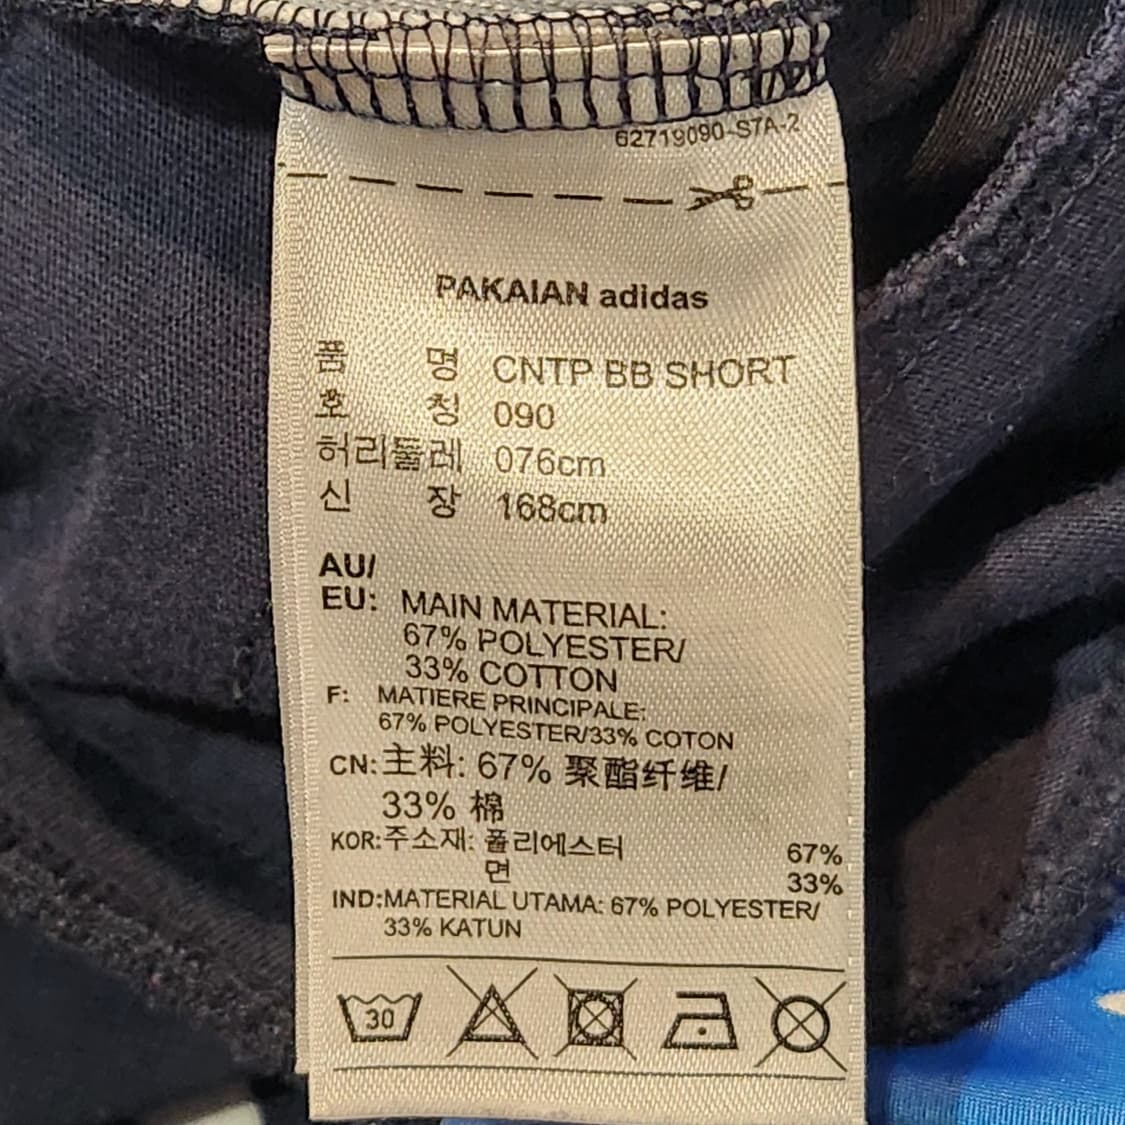 62719090-S7A-2
PAKAIAN adidas
품 명 CNTP BB SHORT
호 칭 090
허리둘레 076cm
신 장 168cm
AU/
EU: MAIN MATERIAL:
67% POLYESTER/
33% COTTON
F: MATIERE PRINCIPALE:
67% POLYESTER/33% COTON
CN:主料: 67% 聚酯纤维/
33% 棉
KOR:주소재: 폴리에스터 67%
면 33%
IND:MATERIAL UTAMA: 67% POLYESTER/
33% KATUN
30